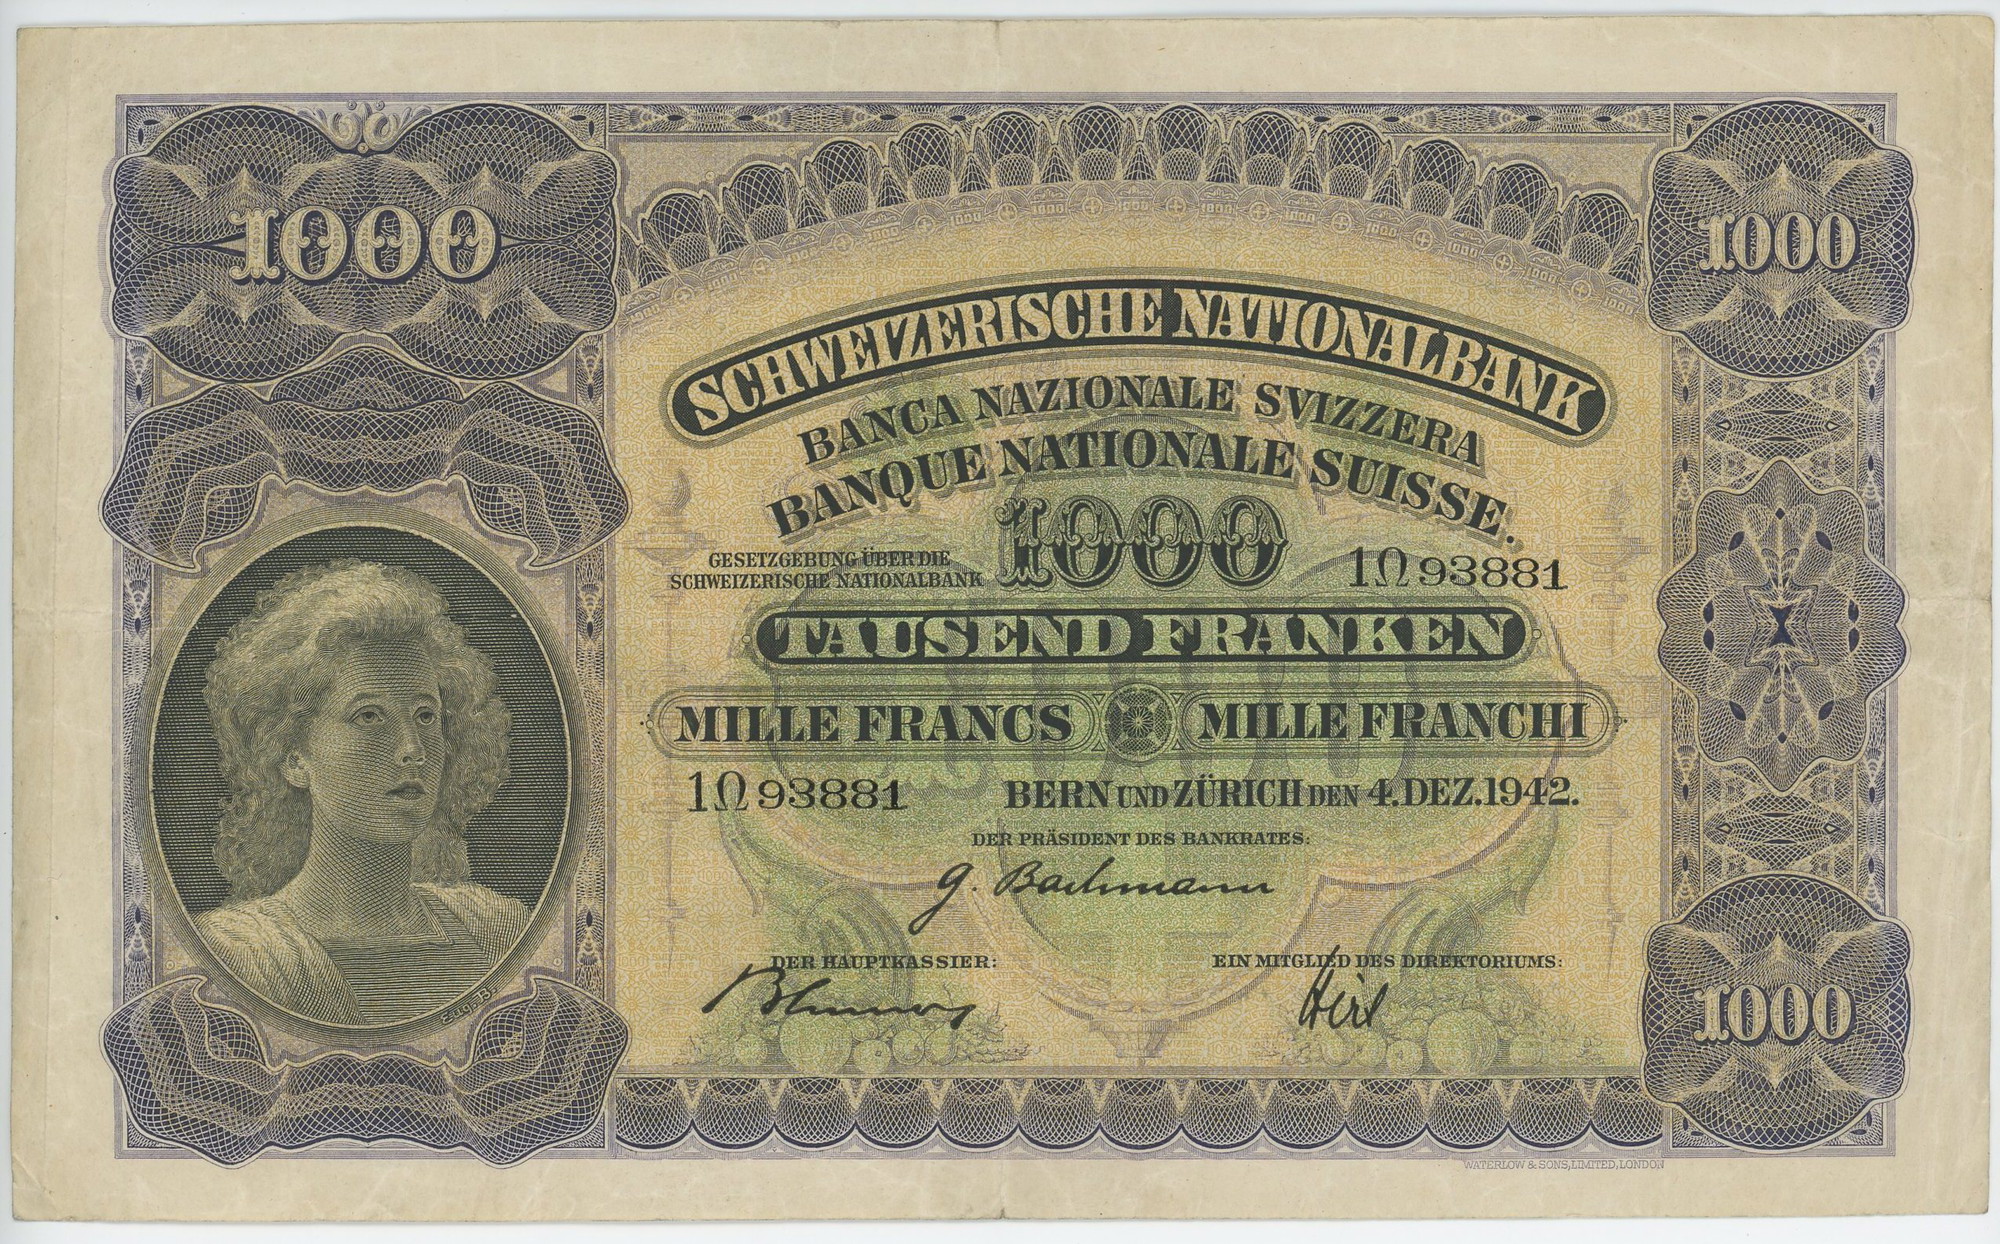 1000
1000
SCHWEIZERISCHE NATIONALBANK
BANCA NAZIONALE SVIZZERA
BANQUE NATIONALE SUISSE.
GESETZGEBUNG ÜBER DIE
SCHWEIZERISCHE NATIONALBANK
1000
1Ω 93881
TAUSEND FRANKEN
MILLE FRANCS
MILLE FRANCHI
1Ω 93881
BERN UND ZÜRICH DEN 4. DEZ. 1942.
DER PRÄSIDENT DES BANKRATES:
G. Bachmann
DER HAUPTKASSIER:
EIN MITGLIED DES DIREKTORIUMS:
Hirs
1000
WATERLOW & SONS, LIMITED, LONDON